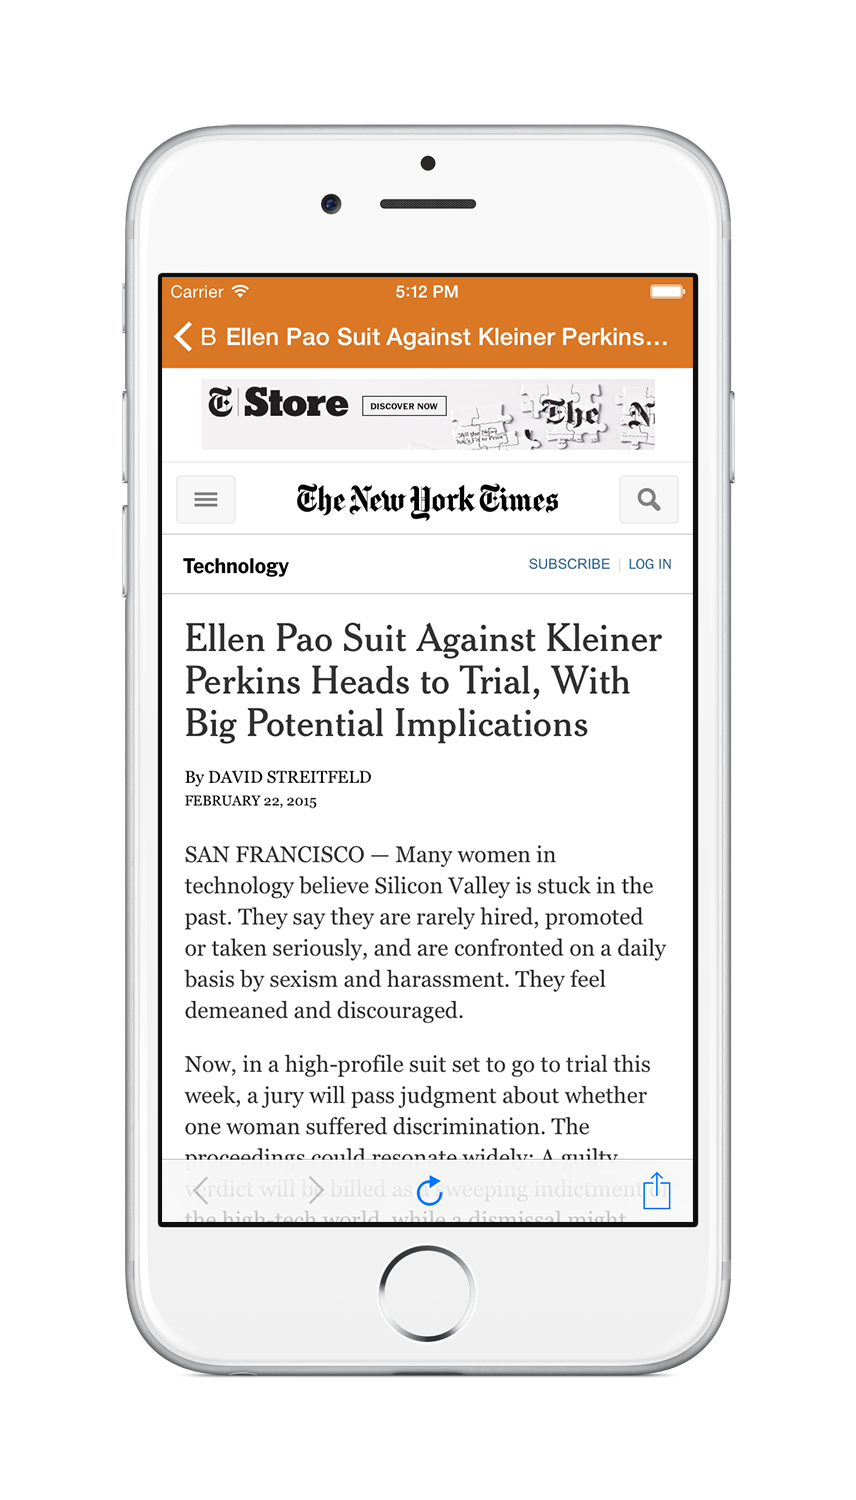 Carrier 5:12 PM
B Ellen Pao Suit Against Kleiner Perkins...
T Store DISCOVER NOW The N
The New York Times
Technology SUBSCRIBE | LOG IN
Ellen Pao Suit Against Kleiner
Perkins Heads to Trial, With
Big Potential Implications
By DAVID STREITFELD
FEBRUARY 22, 2015
SAN FRANCISCO — Many women in
technology believe Silicon Valley is stuck in the
past. They say they are rarely hired, promoted
or taken seriously, and are confronted on a daily
basis by sexism and harassment. They feel
demeaned and discouraged.
Now, in a high-profile suit set to go to trial this
week, a jury will pass judgment about whether
one woman suffered discrimination. The
proceedings could resonate widely: A guilty
verdict will be billed as a sweeping indictment of
the high-tech world, while a dismissal might